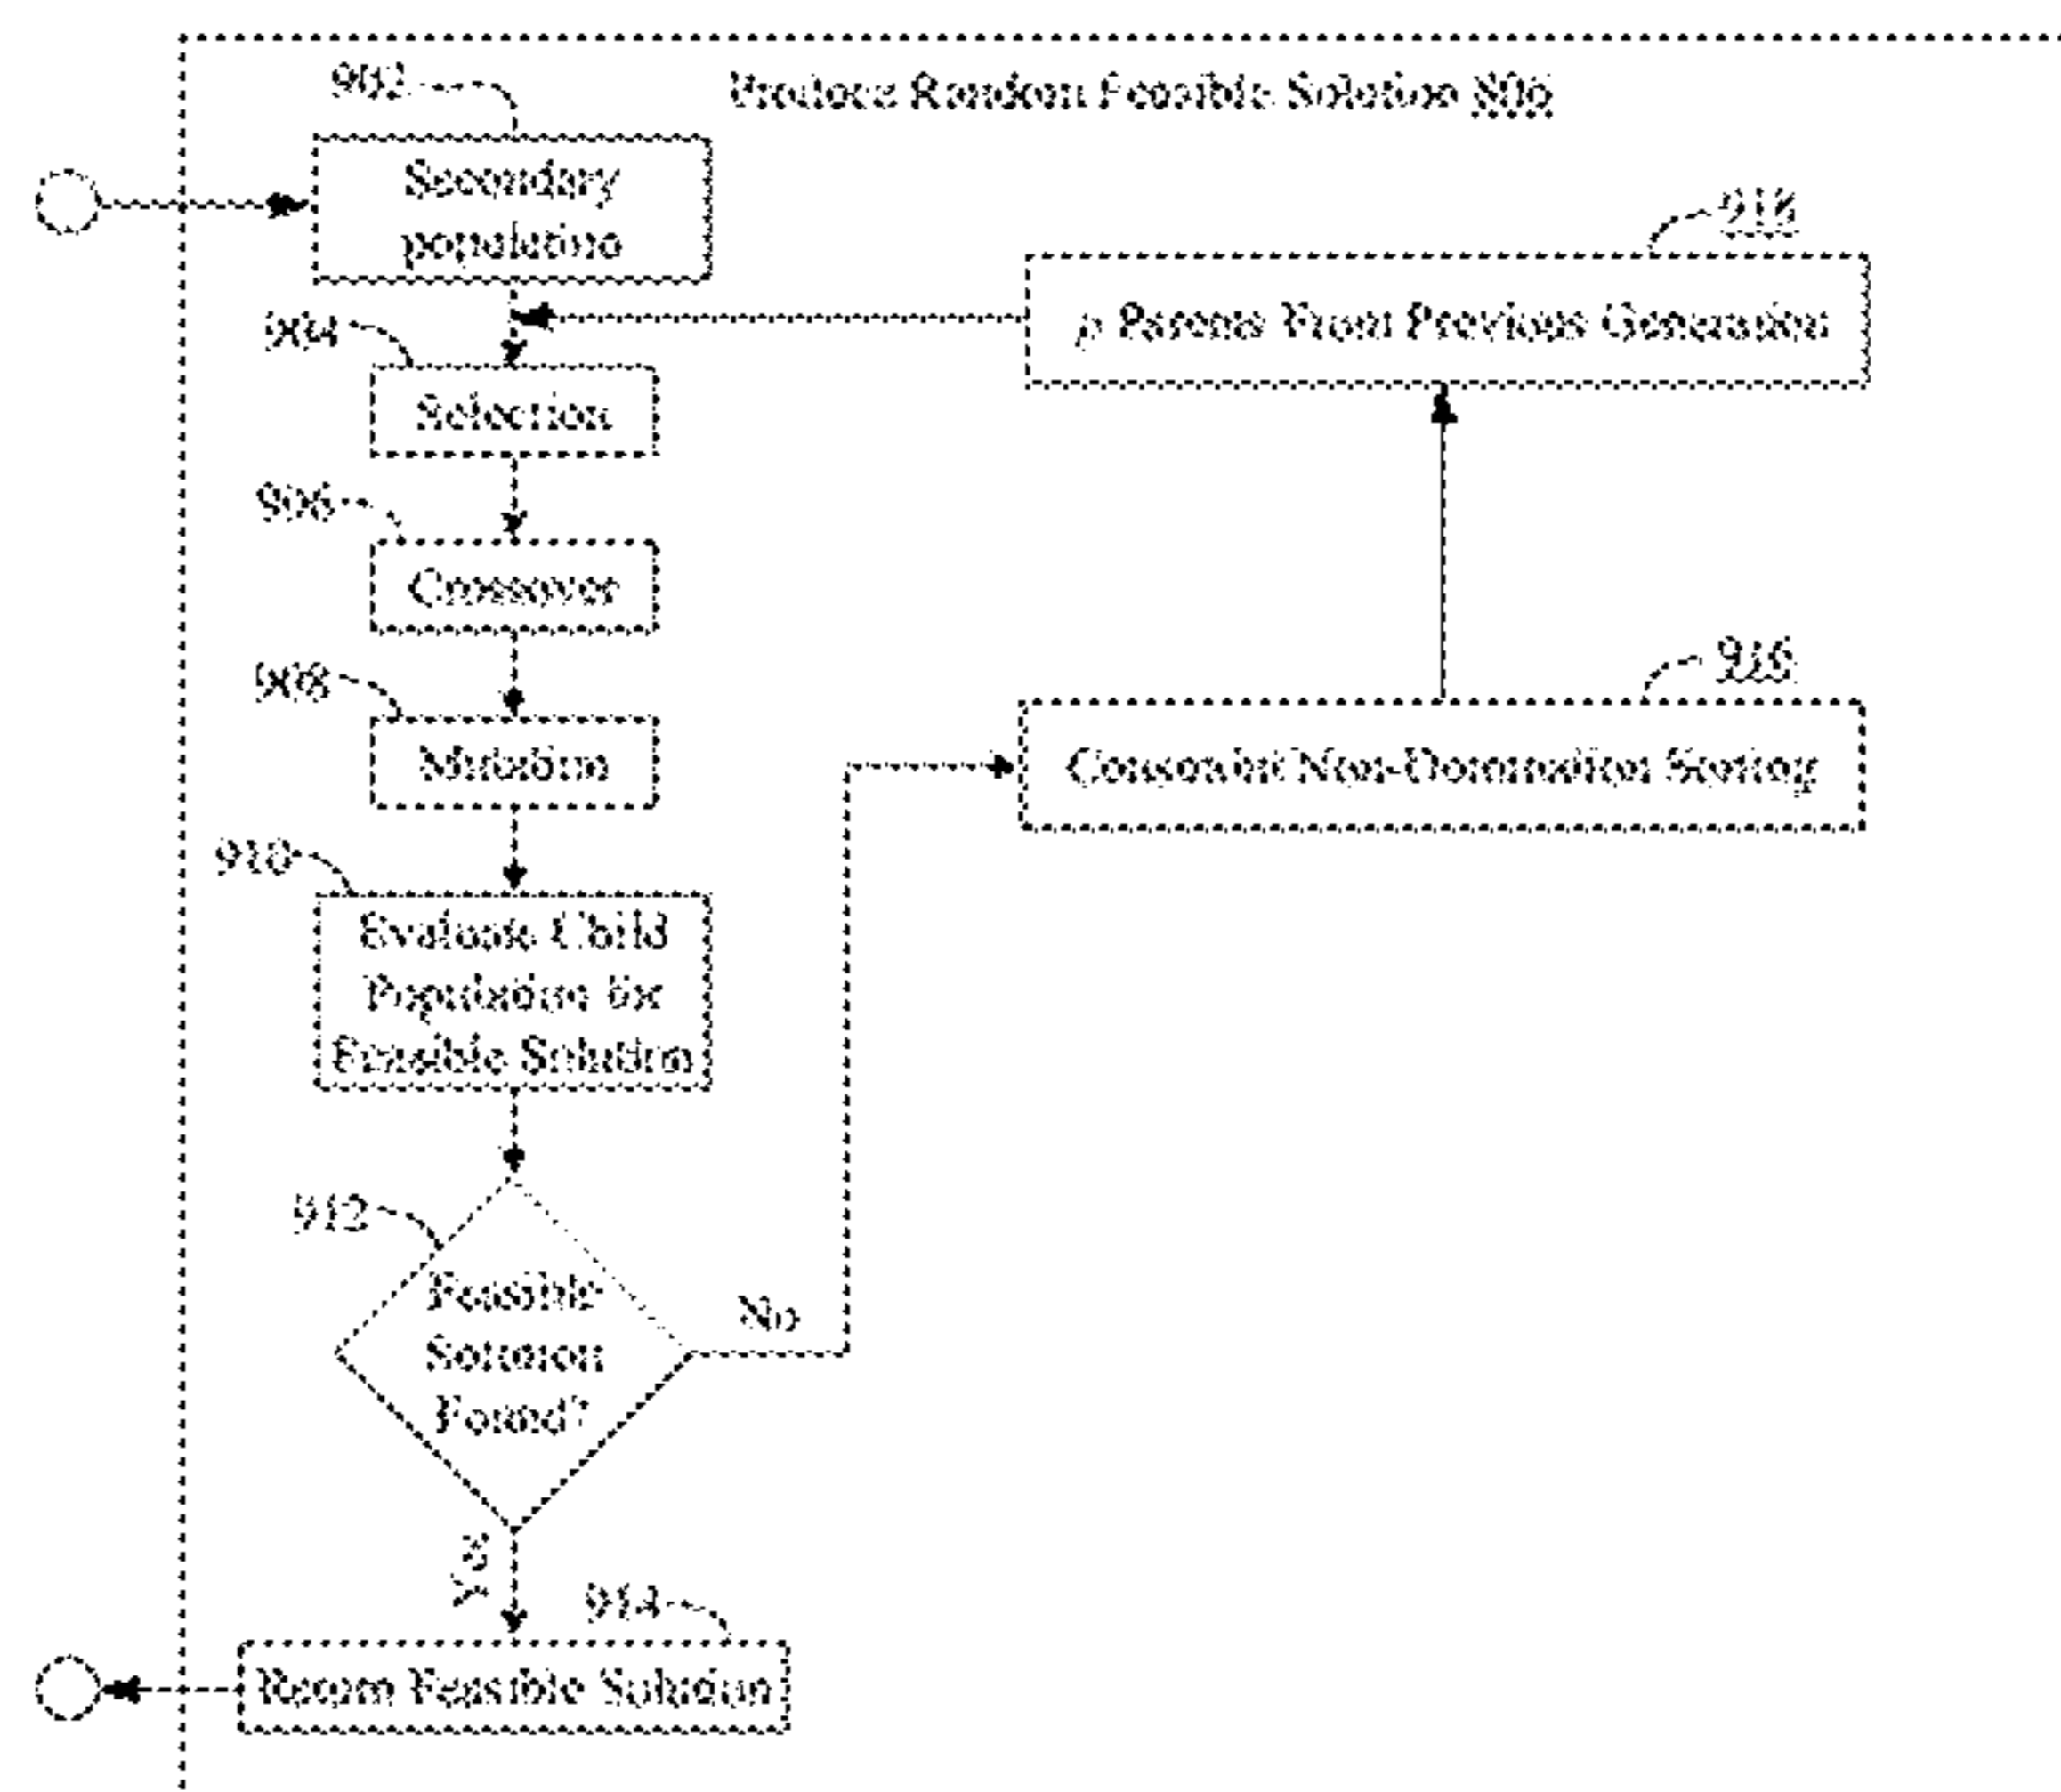 902
Produce Random Feasible Solution 806
Secondary
population
918
904
ρ Parents From Previous Generation
Selection
906
Crossover
916
908
Mutation
Constraint Non-Domination Sorting
910
Evaluate Child
Population for
Feasible Solution
912
Feasible
Solution
Found?
No
Yes
914
Return Feasible Solution